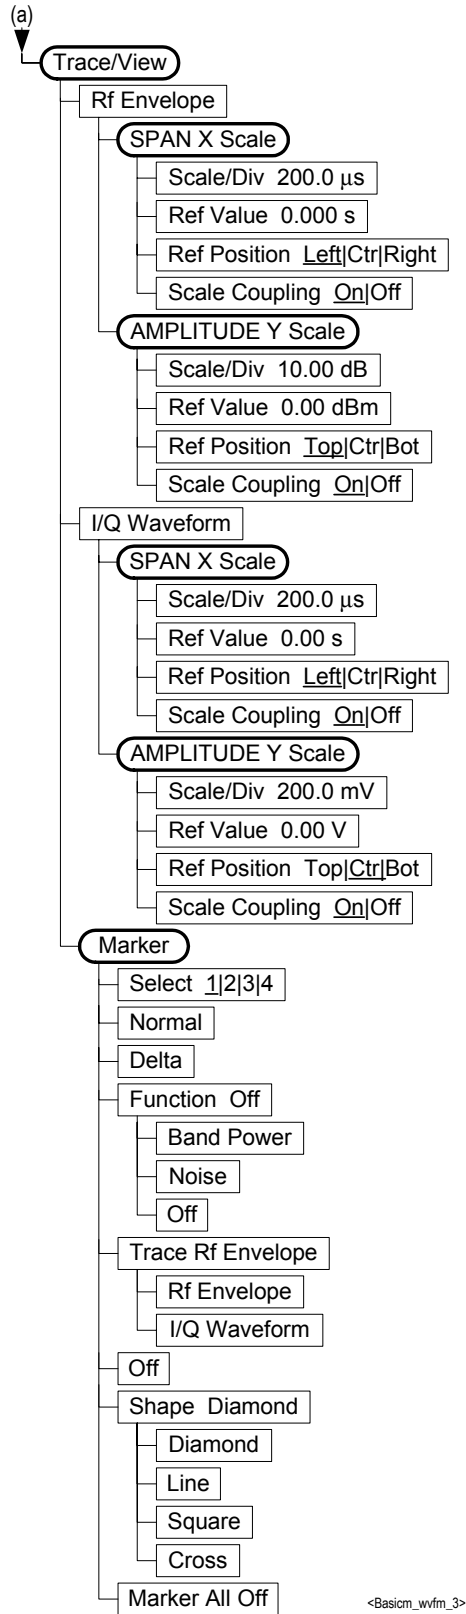 (a)
Trace/View
Rf Envelope
SPAN X Scale
Scale/Div 200.0 µs
Ref Value 0.000 s
Ref Position Left|Ctr|Right
Scale Coupling On|Off
AMPLITUDE Y Scale
Scale/Div 10.00 dB
Ref Value 0.00 dBm
Ref Position Top|Ctr|Bot
Scale Coupling On|Off
I/Q Waveform
SPAN X Scale
Scale/Div 200.0 µs
Ref Value 0.00 s
Ref Position Left|Ctr|Right
Scale Coupling On|Off
AMPLITUDE Y Scale
Scale/Div 200.0 mV
Ref Value 0.00 V
Ref Position Top|Ctr|Bot
Scale Coupling On|Off
Marker
Select 1|2|3|4
Normal
Delta
Function Off
Band Power
Noise
Off
Trace Rf Envelope
Rf Envelope
I/Q Waveform
Off
Shape Diamond
Diamond
Line
Square
Cross
Marker All Off
<Basicm_wvfm_3>